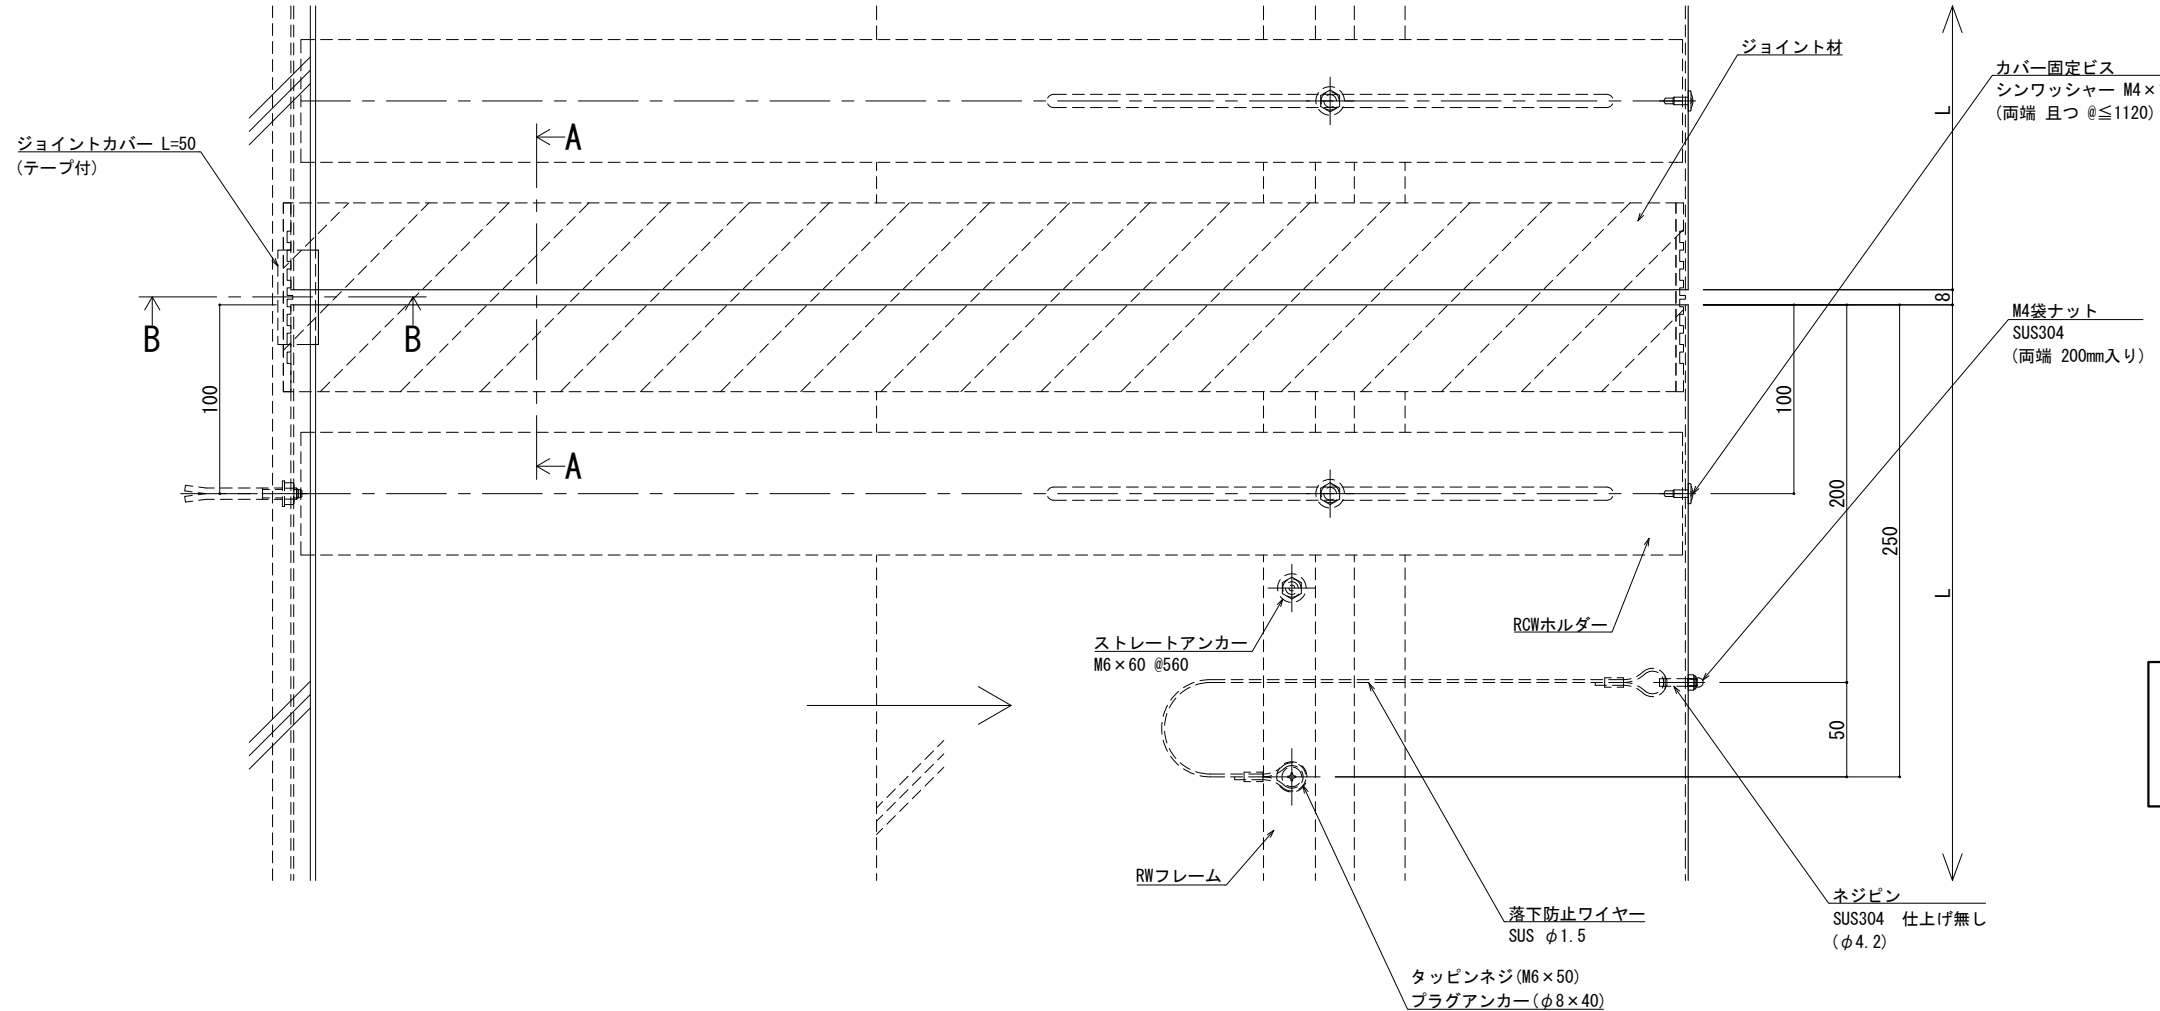 ジョイント材
カバー固定ビス
シンワッシャー M4×
(両端 且つ @≦1120)
L
ジョイントカバー L=50
(テープ付)
A
8
B
B
M4袋ナット
SUS304
(両端 200mm入り)
100
100
A
200
250
L
ストレートアンカー
M6×60 @560
RCWホルダー
50
RWフレーム
ネジピン
SUS304 仕上げ無し
(φ4.2)
落下防止ワイヤー
SUS φ1.5
タッピンネジ(M6×50)
プラグアンカー(φ8×40)